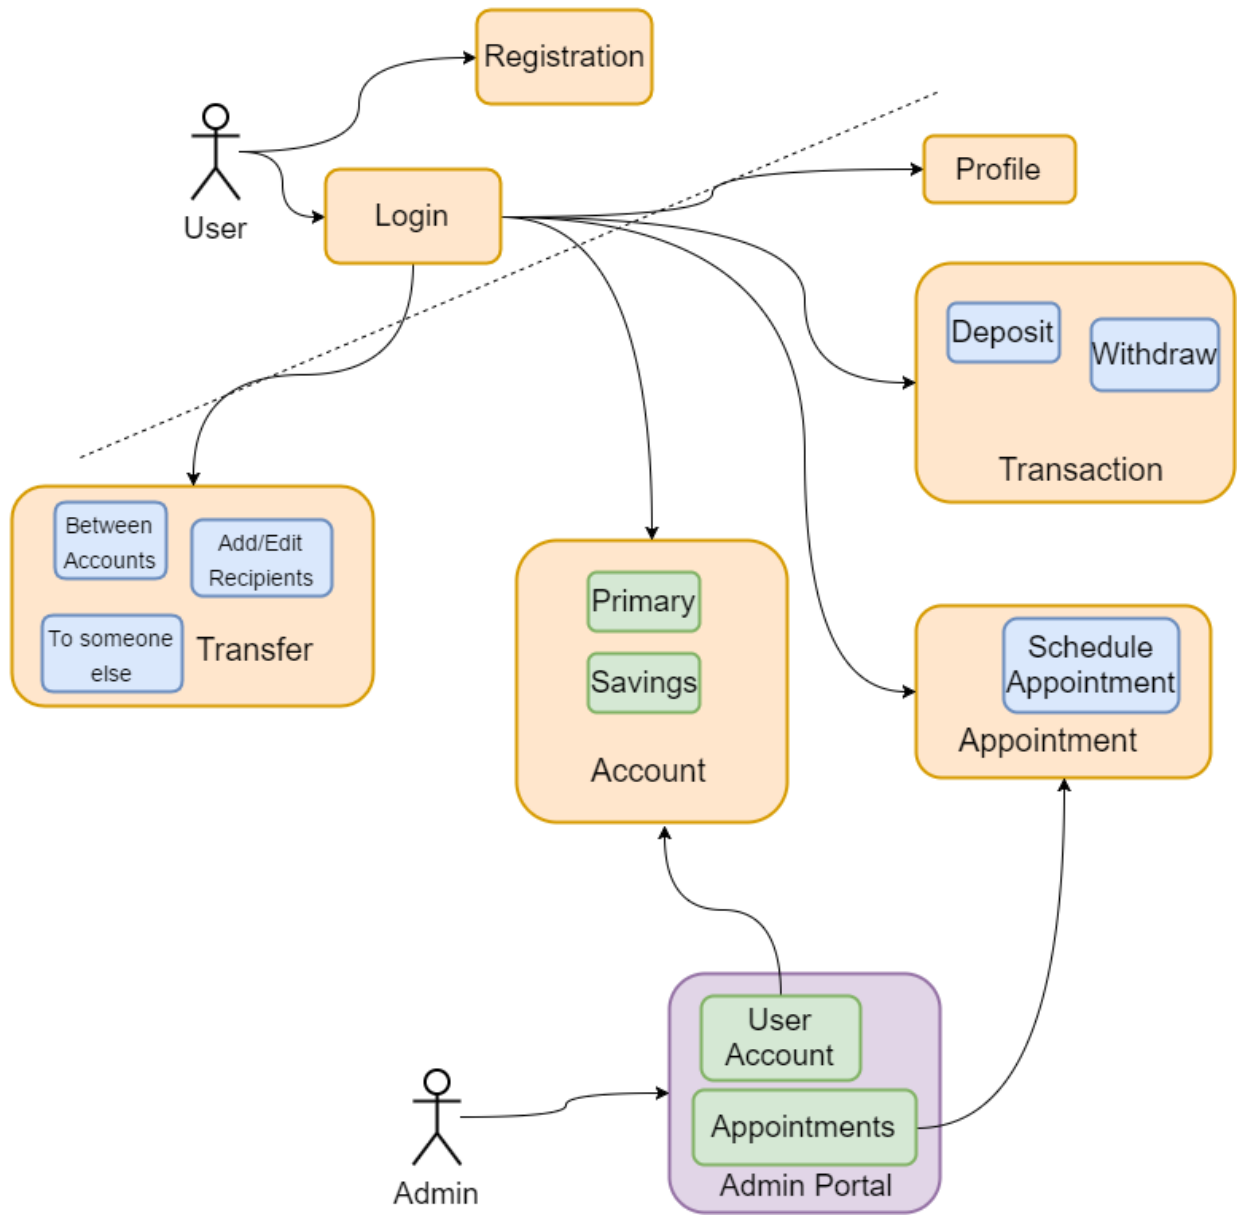 Registration
User
Login
Profile
Deposit
Withdraw
Transaction
Between
Accounts
Add/Edit
Recipients
To someone
else
Transfer
Primary
Savings
Account
Schedule
Appointment
Appointment
User
Account
Appointments
Admin Portal
Admin